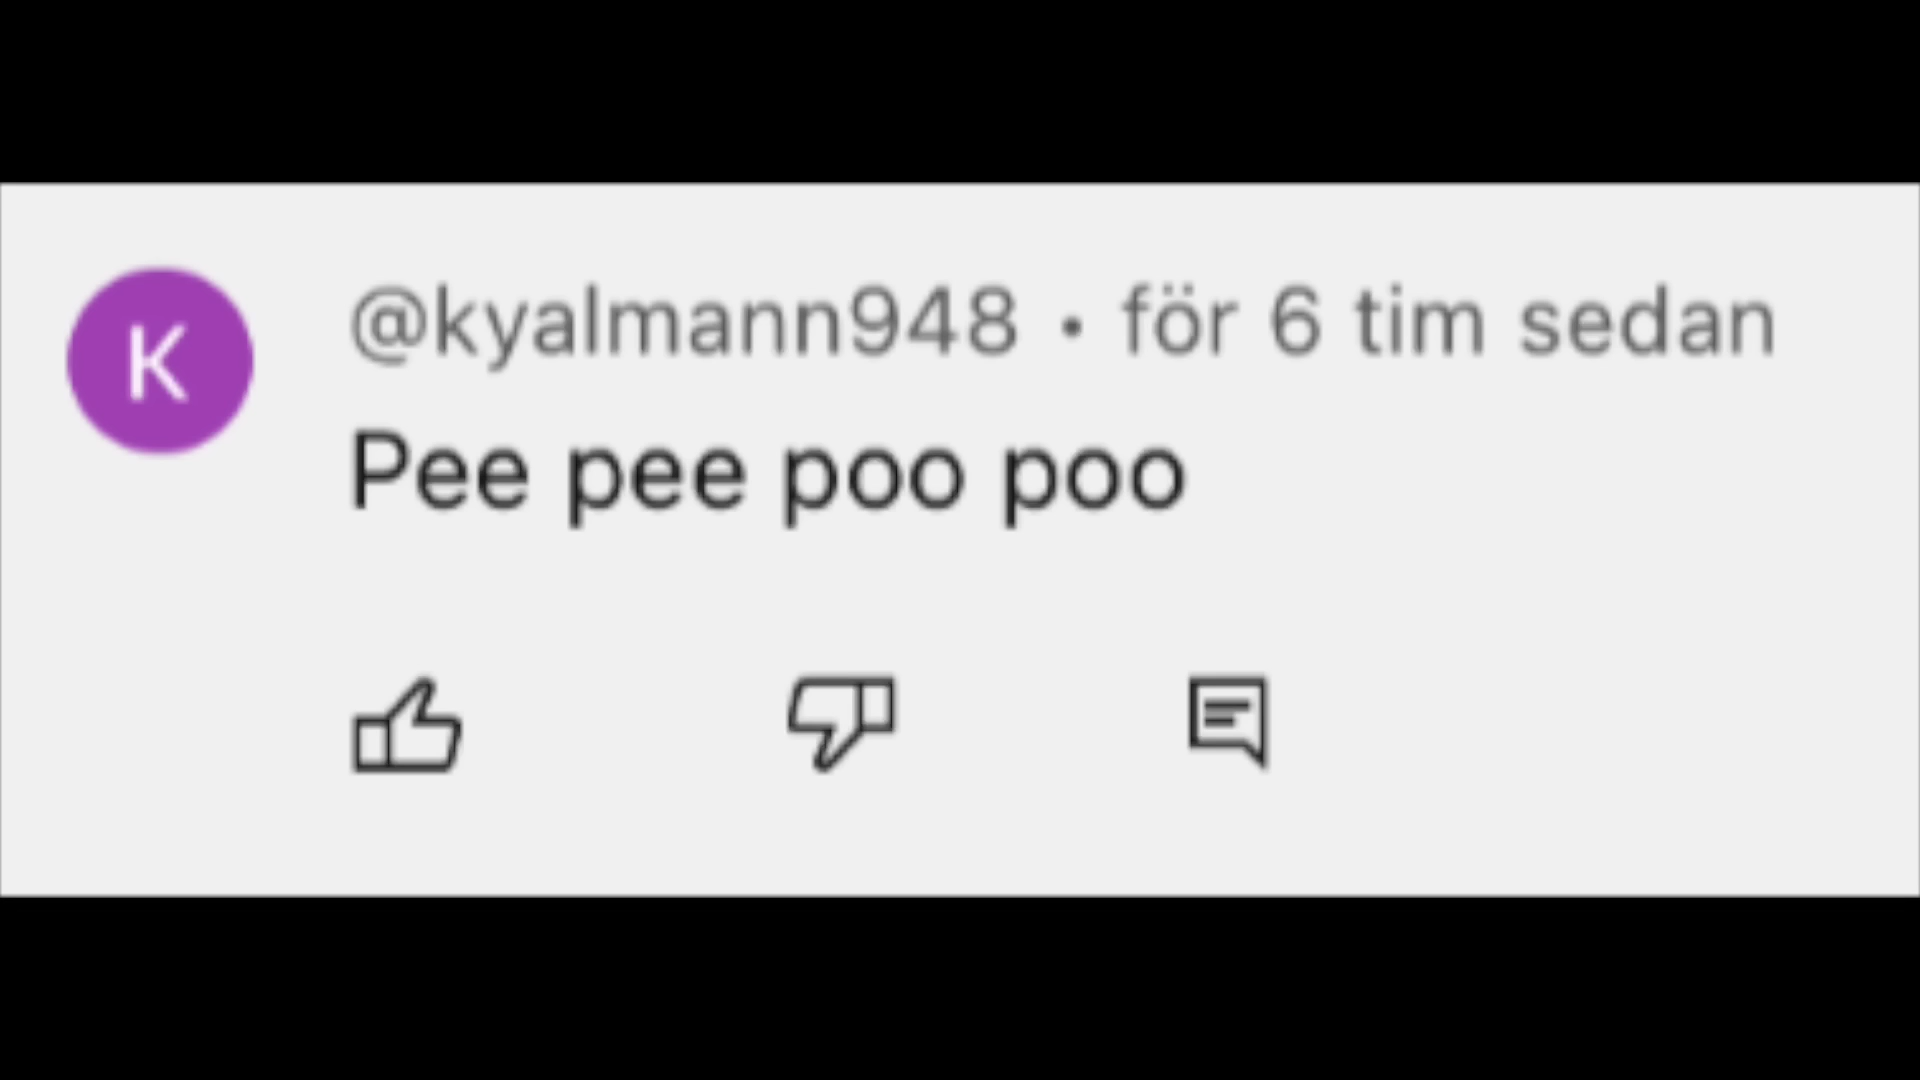 K
@kyalmann948 • för 6 tim sedan
Pee pee poo poo